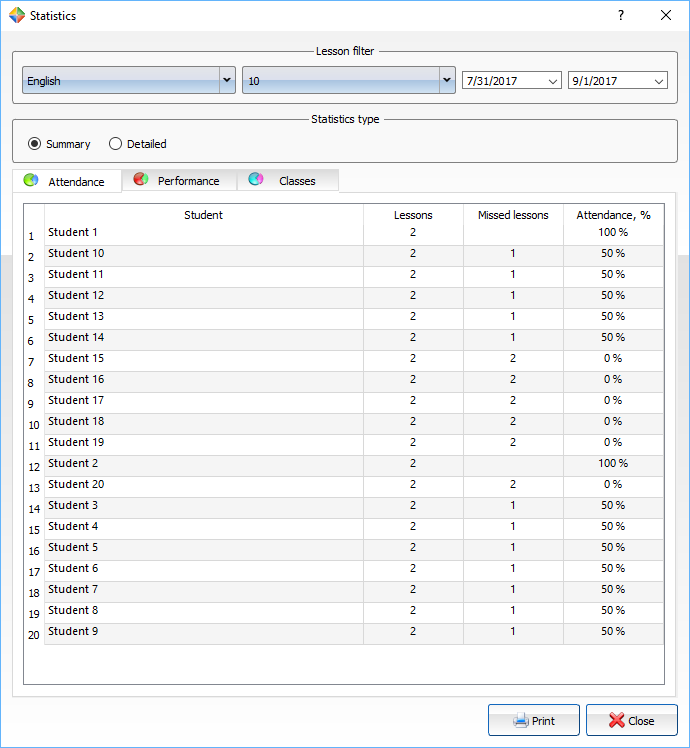 Statistics ?
Lesson filter
English 10 7/31/2017 9/1/2017
Statistics type
Summary Detailed
Attendance Performance Classes
Student Lessons Missed lessons Attendance, %
1 Student 1 2 100 %
2 Student 10 2 1 50 %
3 Student 11 2 1 50 %
4 Student 12 2 1 50 %
5 Student 13 2 1 50 %
6 Student 14 2 1 50 %
7 Student 15 2 2 0 %
8 Student 16 2 2 0 %
9 Student 17 2 2 0 %
10 Student 18 2 2 0 %
11 Student 19 2 2 0 %
12 Student 2 2 100 %
13 Student 20 2 2 0 %
14 Student 3 2 1 50 %
15 Student 4 2 1 50 %
16 Student 5 2 1 50 %
17 Student 6 2 1 50 %
18 Student 7 2 1 50 %
19 Student 8 2 1 50 %
20 Student 9 2 1 50 %
Print Close